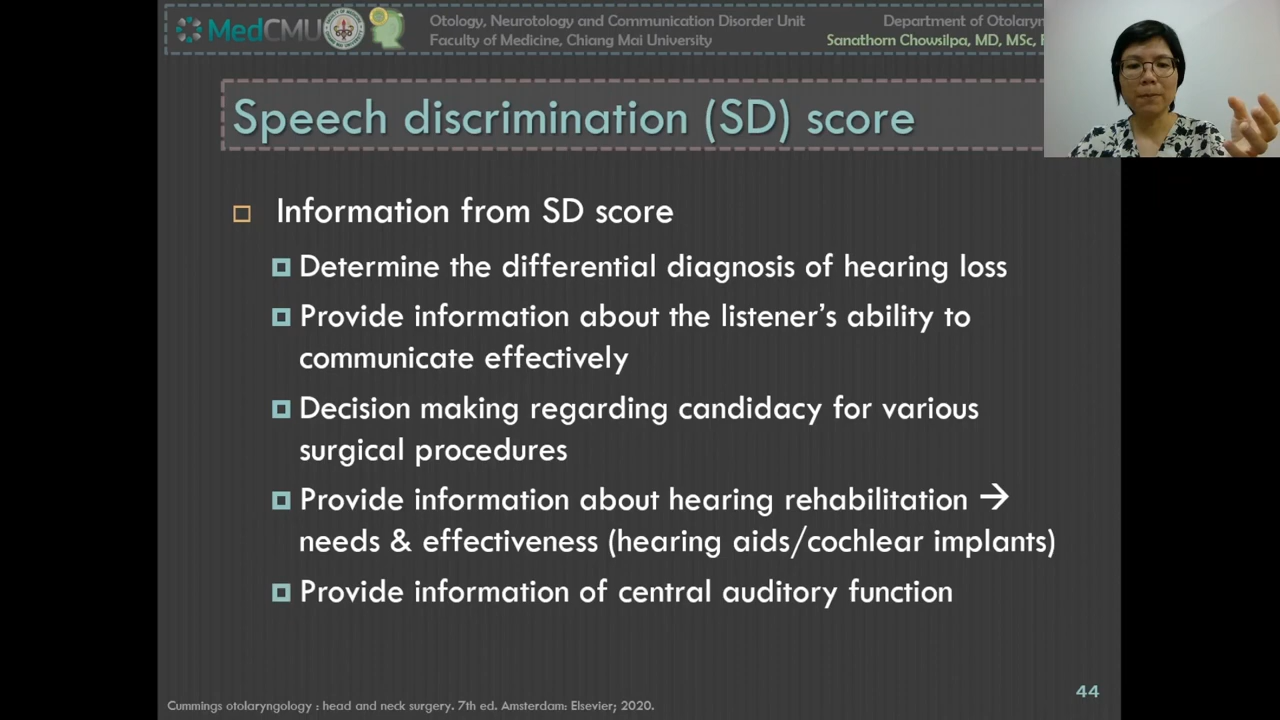 MedCMU
Otology, Neurotology and Communication Disorder Unit
Faculty of Medicine, Chiang Mai University
Department of
Sanathorn Chowsilpa, MD, MSc,
Speech discrimination (SD) score
Information from SD score
Determine the differential diagnosis of hearing loss
Provide information about the listener's ability to
communicate effectively
Decision making regarding candidacy for various
surgical procedures
Provide information about hearing rehabilitation →
needs & effectiveness (hearing aids/cochlear implants)
Provide information of central auditory function
44
Cummings otolaryngology : head and neck surgery. 7th ed. Amsterdam: Elsevier; 2020.